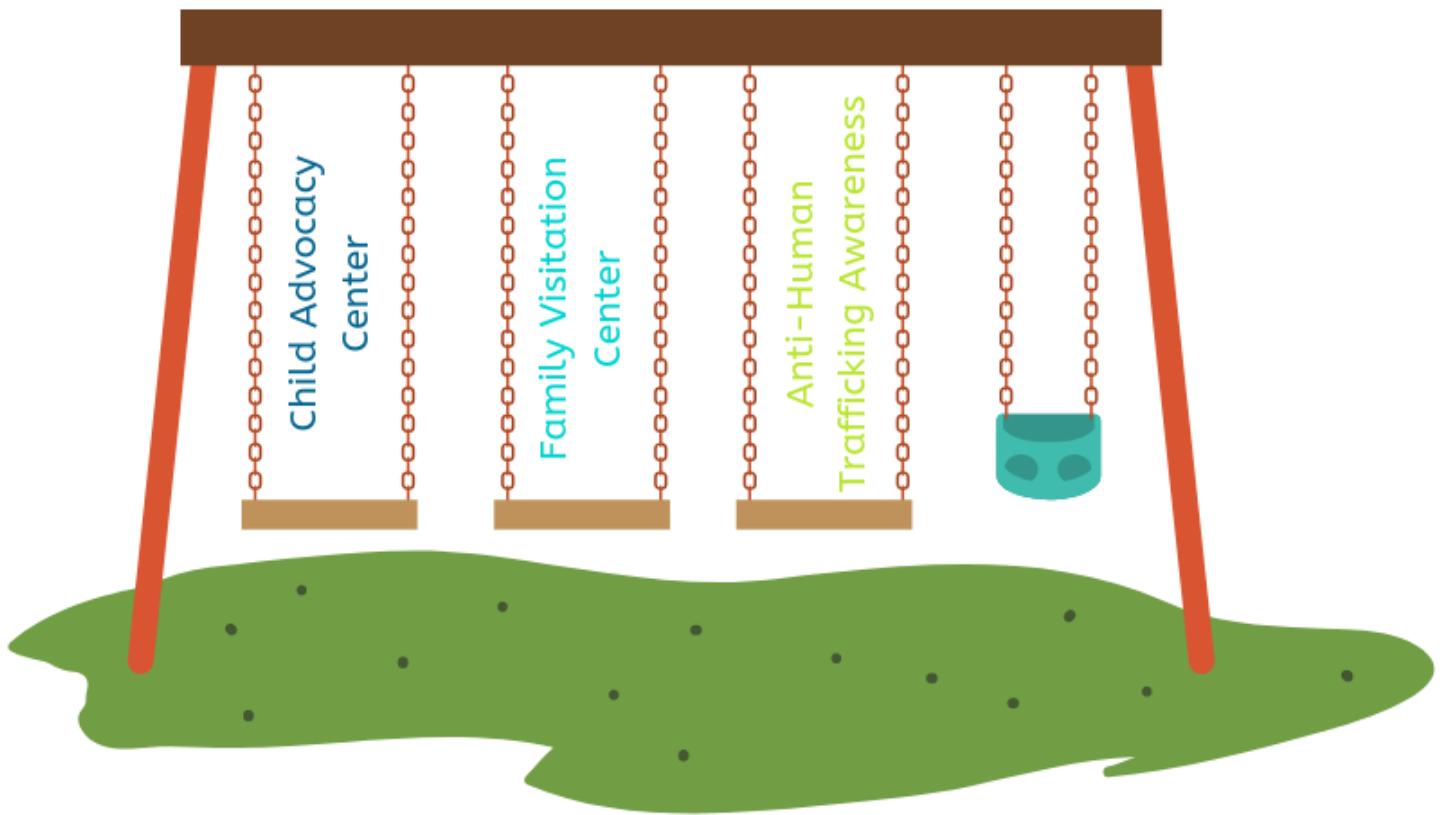 Child Advocacy
Center
Family Visitation
Center
Anti-Human
Trafficking Awareness